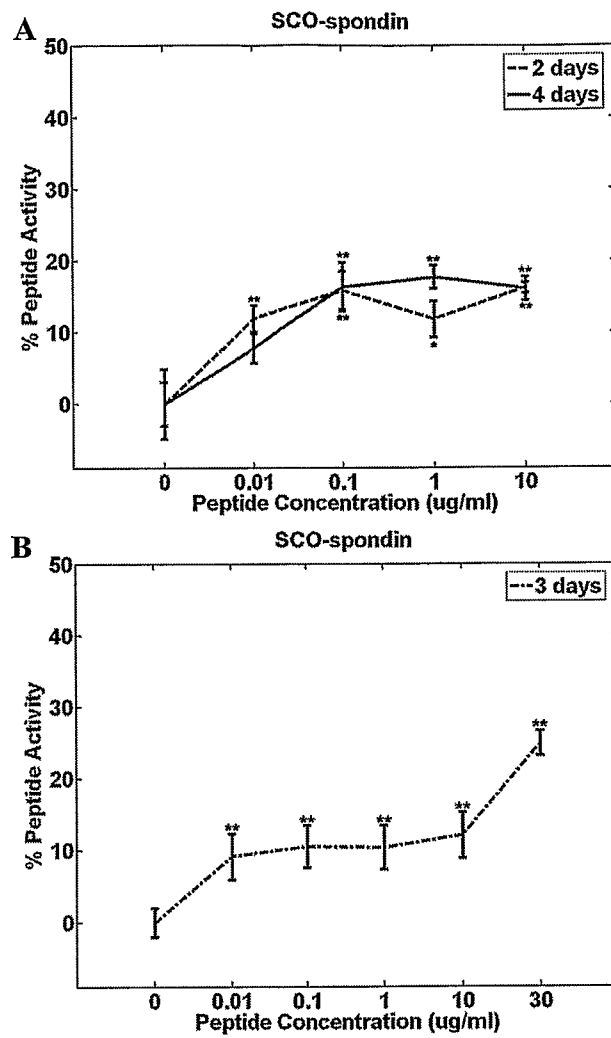 A
SCO-spondin
50
40
30
20
10
0
% Peptide Activity
2 days
4 days
**
**
**
**
*
**
**
0 0.01 0.1 1 10
Peptide Concentration (ug/ml)
B
SCO-spondin
50
40
30
20
10
0
% Peptide Activity
3 days
**
**
**
**
**
0 0.01 0.1 1 10 30
Peptide Concentration (ug/ml)